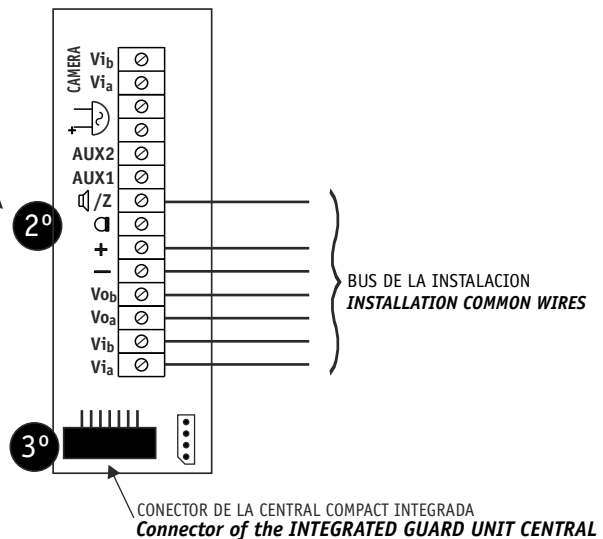 CAMERA
Vib
Via
+
AUX2
AUX1
/Z
2º
+
−
Vob
Voa
Vib
Via
BUS DE LA INSTALACION
INSTALLATION COMMON WIRES
3º
CONECTOR DE LA CENTRAL COMPACT INTEGRADA
Connector of the INTEGRATED GUARD UNIT CENTRAL